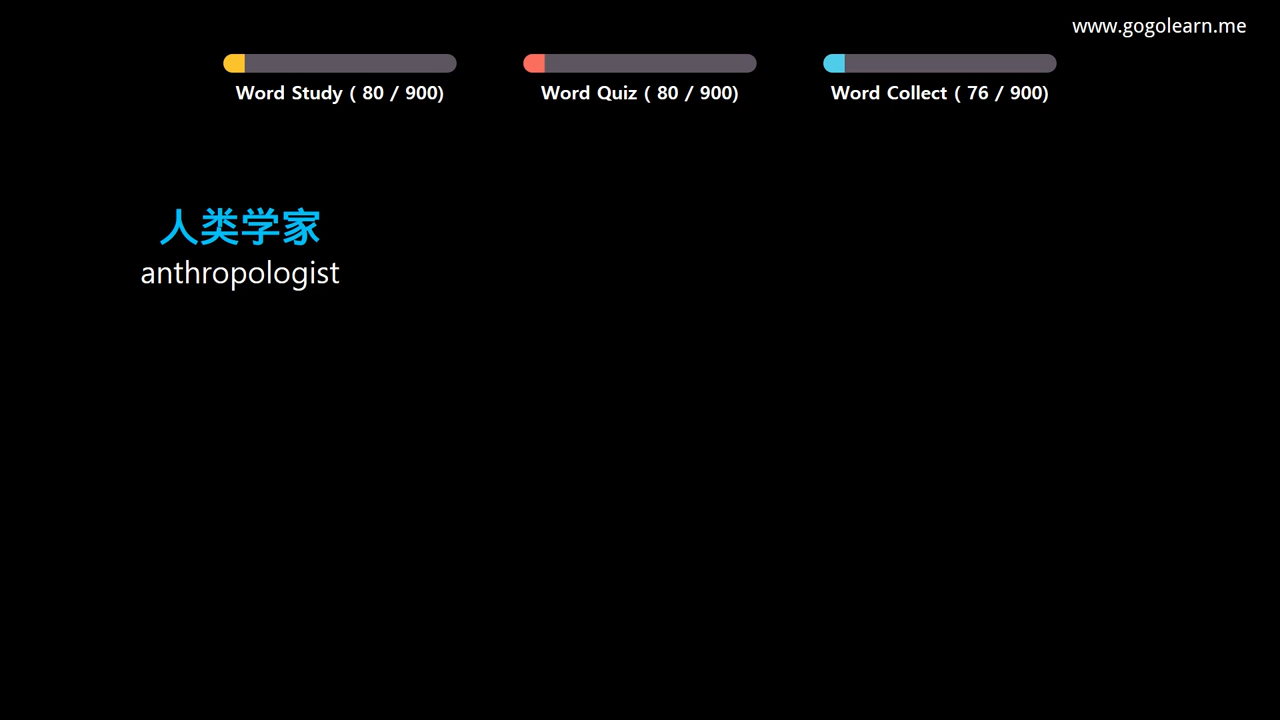 www.gogolearn.me
Word Study ( 80 / 900)
Word Quiz ( 80 / 900)
Word Collect ( 76 / 900)
人类学家
anthropologist